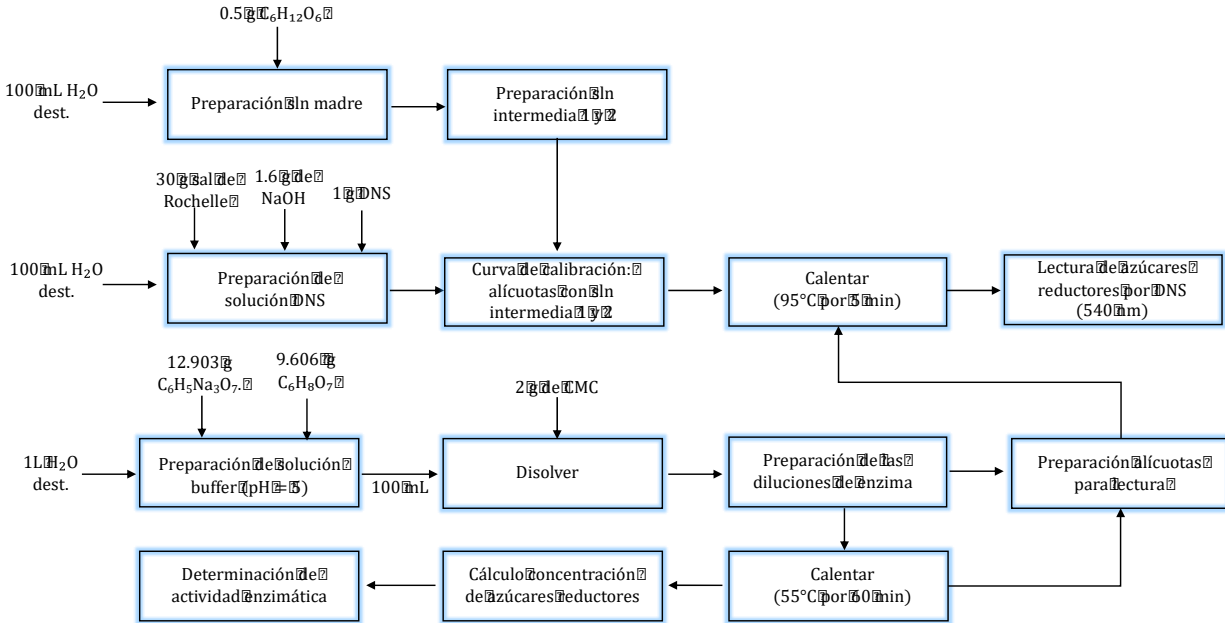 0.5 g C₆H₁₂O₆
100 mL H₂O
dest.
Preparación sln madre
Preparación sln
intermedia 1 y 2
30 g sal de
Rochelle
1.6 g de
NaOH
1 g DNS
100 mL H₂O
dest.
Preparación de
solución DNS
Curva de calibración:
alícuotas con sln
intermedia 1 y 2
Calentar
(95°C por 5 min)
Lectura de azúcares
reductores por DNS
(540 nm)
12.903 g
C₆H₅Na₃O₇.
9.606 g
C₆H₈O₇
2 g de CMC
1L H₂O
dest.
Preparación de solución
buffer (pH = 5)
100 mL
Disolver
Preparación de las
diluciones de enzima
Preparación alícuotas
para lectura
Determinación de
actividad enzimática
Cálculo concentración
de azúcares reductores
Calentar
(55°C por 60 min)